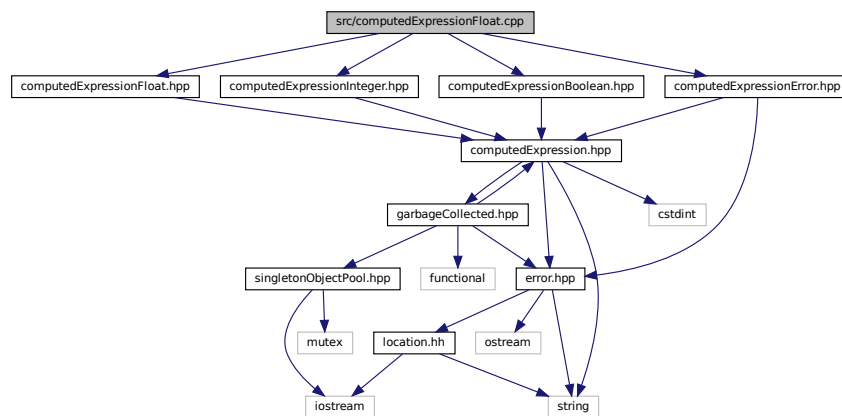 src/computedExpressionFloat.cpp
computedExpressionFloat.hpp
computedExpressionInteger.hpp
computedExpressionBoolean.hpp
computedExpressionError.hpp
computedExpression.hpp
garbageCollected.hpp
cstdint
singletonObjectPool.hpp
functional
error.hpp
mutex
location.hh
ostream
iostream
string